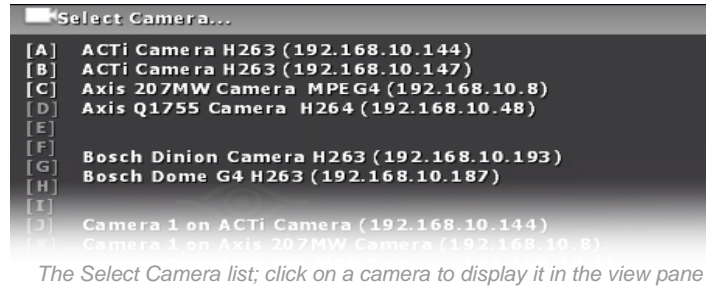 Select Camera...
[A] ACTi Camera H263 (192.168.10.144)
[B] ACTi Camera H263 (192.168.10.147)
[C] Axis 207MW Camera MPEG4 (192.168.10.8)
[D] Axis Q1755 Camera H264 (192.168.10.48)
[E]
[F]
Bosch Dinion Camera H263 (192.168.10.193)
[G]
Bosch Dome G4 H263 (192.168.10.187)
[H]
[I]
[J] Camera 1 on ACTi Camera (192.168.10.144)
[K] Camera 1 on Axis 207MW Camera (192.168.10.8)
The Select Camera list; click on a camera to display it in the view pane